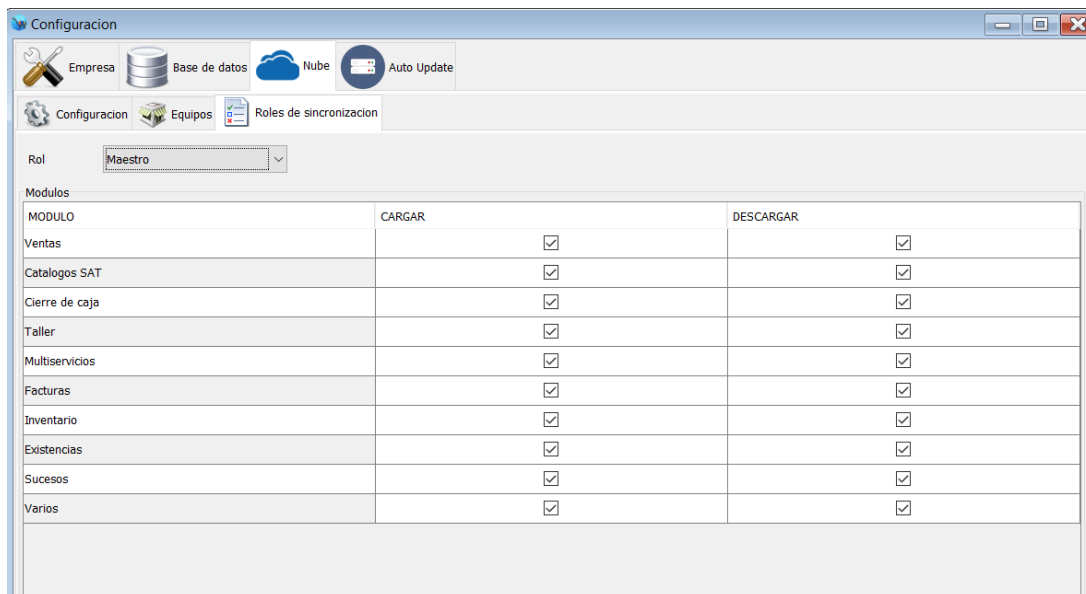 Configuracion
Empresa Base de datos Nube Auto Update
Configuracion Equipos Roles de sincronizacion
Rol Maestro
Modulos
MODULO CARGAR DESCARGAR
Ventas
Catalogos SAT
Cierre de caja
Taller
Multiservicios
Facturas
Inventario
Existencias
Sucesos
Varios